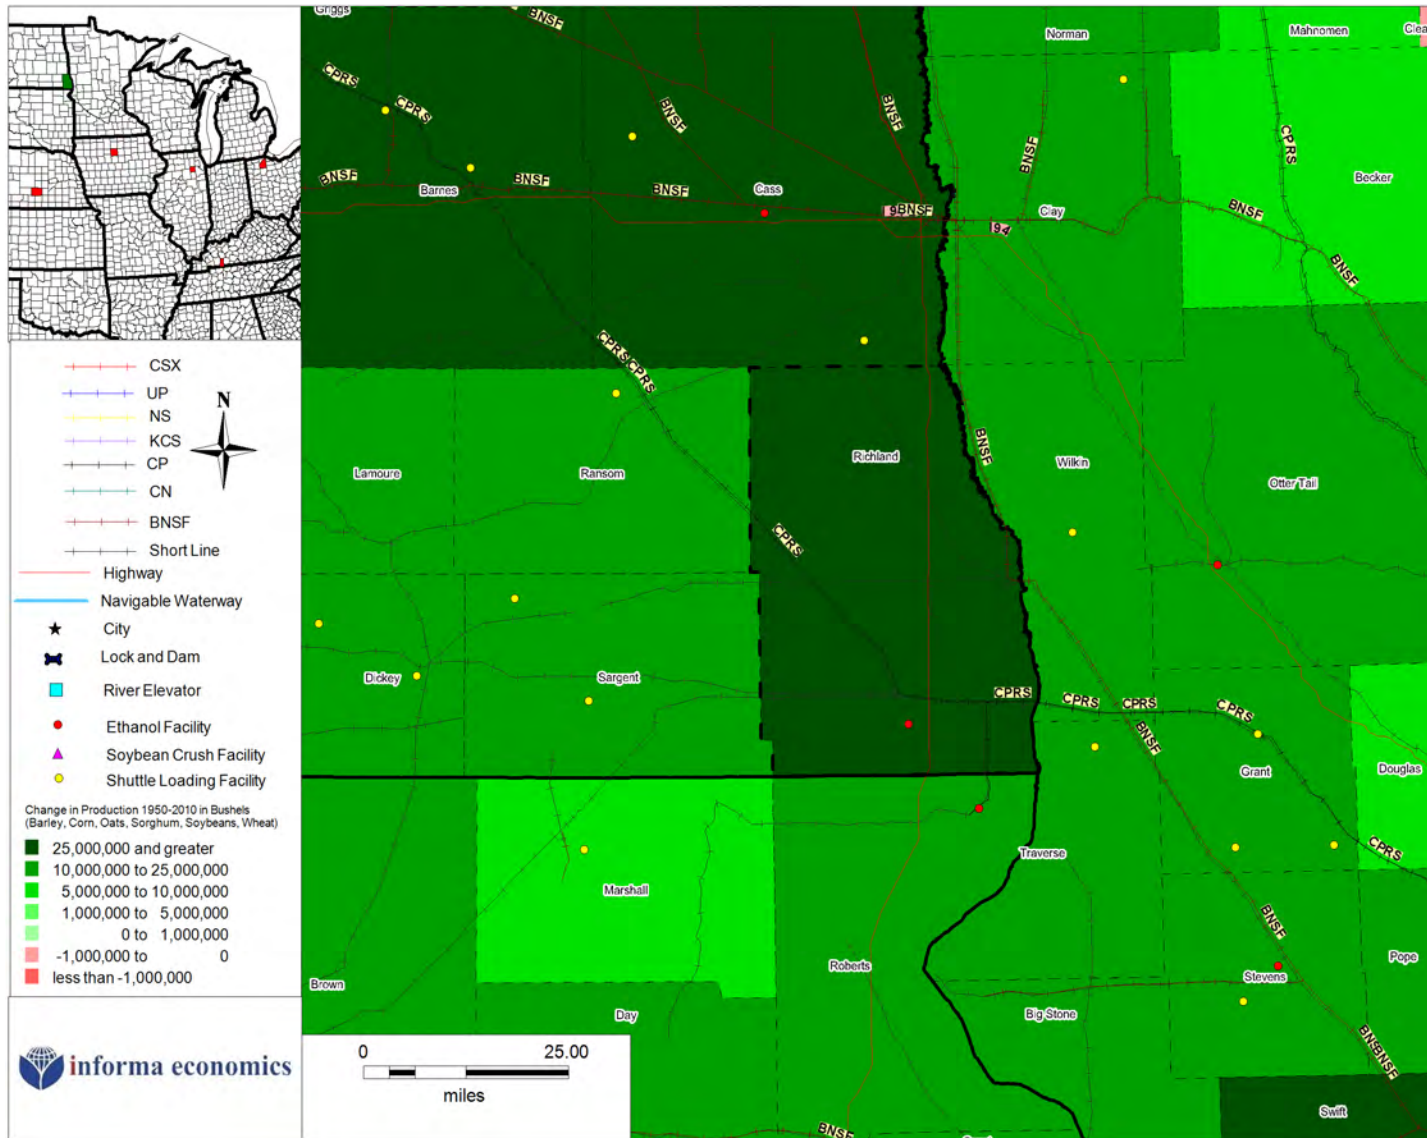 Griggs
BNSF
Norman
Mahnomen
Clea
CPRS
CPRS
BNSF
BNSF
BNSF
CPRS
Becker
BNSF
Barnes
BNSF
BNSF
Cass
9
BNSF
Clay
I94
BNSF
BNSF
CPRS
CPRS
Lamoure
Ransom
Richland
BNSF
Wilkin
Otter Tail
CPRS
Dickey
Sargent
CPRS
CPRS
CPRS
CPRS
BNSF
Grant
Douglas
Traverse
CPRS
Marshall
BNSF
Roberts
Stevens
Pope
Brown
Day
Big Stone
BNS
BNSF
Swift
BNSF
CSX
UP
NS
KCS
CP
CN
BNSF
Short Line
N
Highway
Navigable Waterway
City
Lock and Dam
River Elevator
Ethanol Facility
Soybean Crush Facility
Shuttle Loading Facility
Change in Production 1950-2010 in Bushels
(Barley, Corn, Oats, Sorghum, Soybeans, Wheat)
25,000,000 and greater
10,000,000 to 25,000,000
5,000,000 to 10,000,000
1,000,000 to 5,000,000
0 to 1,000,000
-1,000,000 to 0
less than -1,000,000
informa economics
0 25.00
miles